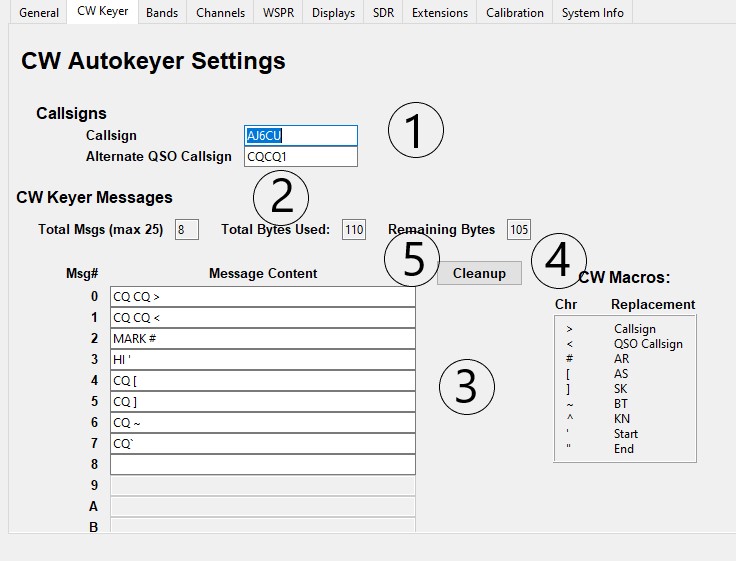 General CW Keyer Bands Channels WSPR Displays SDR Extensions Calibration System Info
CW Autokeyer Settings
Callsigns
Callsign AJ6CU
Alternate QSO Callsign CQCQ1
1
CW Keyer Messages
2
Total Msgs (max 25) 8 Total Bytes Used: 110 Remaining Bytes 105
5
Cleanup
4
CW Macros:
Msg# Message Content
0 CQ CQ >
1 CQ CQ <
2 MARK #
3 HI '
4 CQ [
5 CQ ]
6 CQ ~
7 CQ`
8
9
A
B
3
Chr Replacement
> Callsign
< QSO Callsign
# AR
[ AS
] SK
~ BT
^ KN
' Start
" End